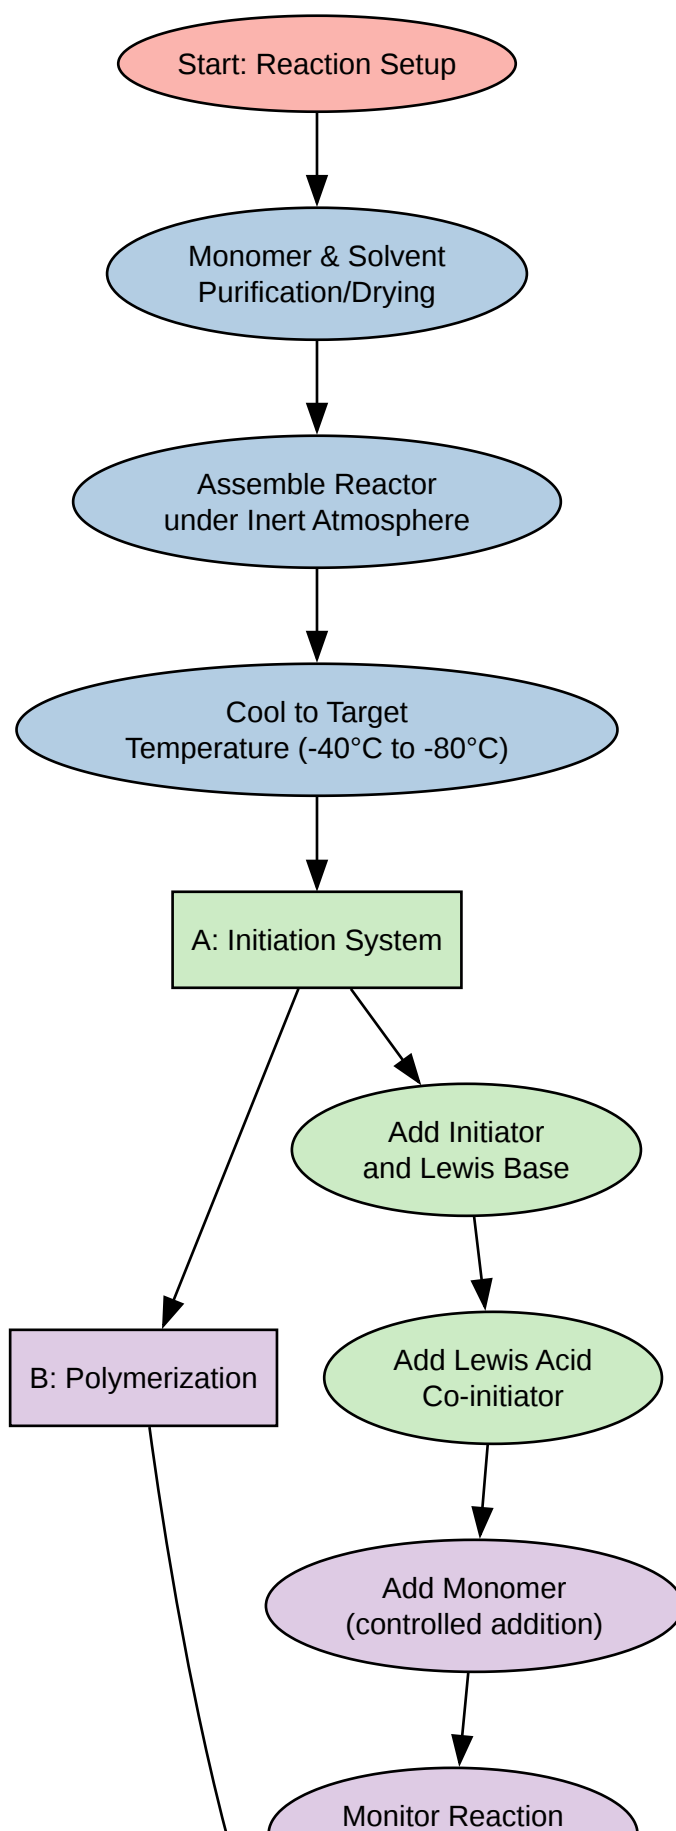 Start: Reaction Setup
Monomer & Solvent
Purification/Drying
Assemble Reactor
under Inert Atmosphere
Cool to Target
Temperature (-40°C to -80°C)
A: Initiation System
Add Initiator
and Lewis Base
B: Polymerization
Add Lewis Acid
Co-initiator
Add Monomer
(controlled addition)
Monitor Reaction